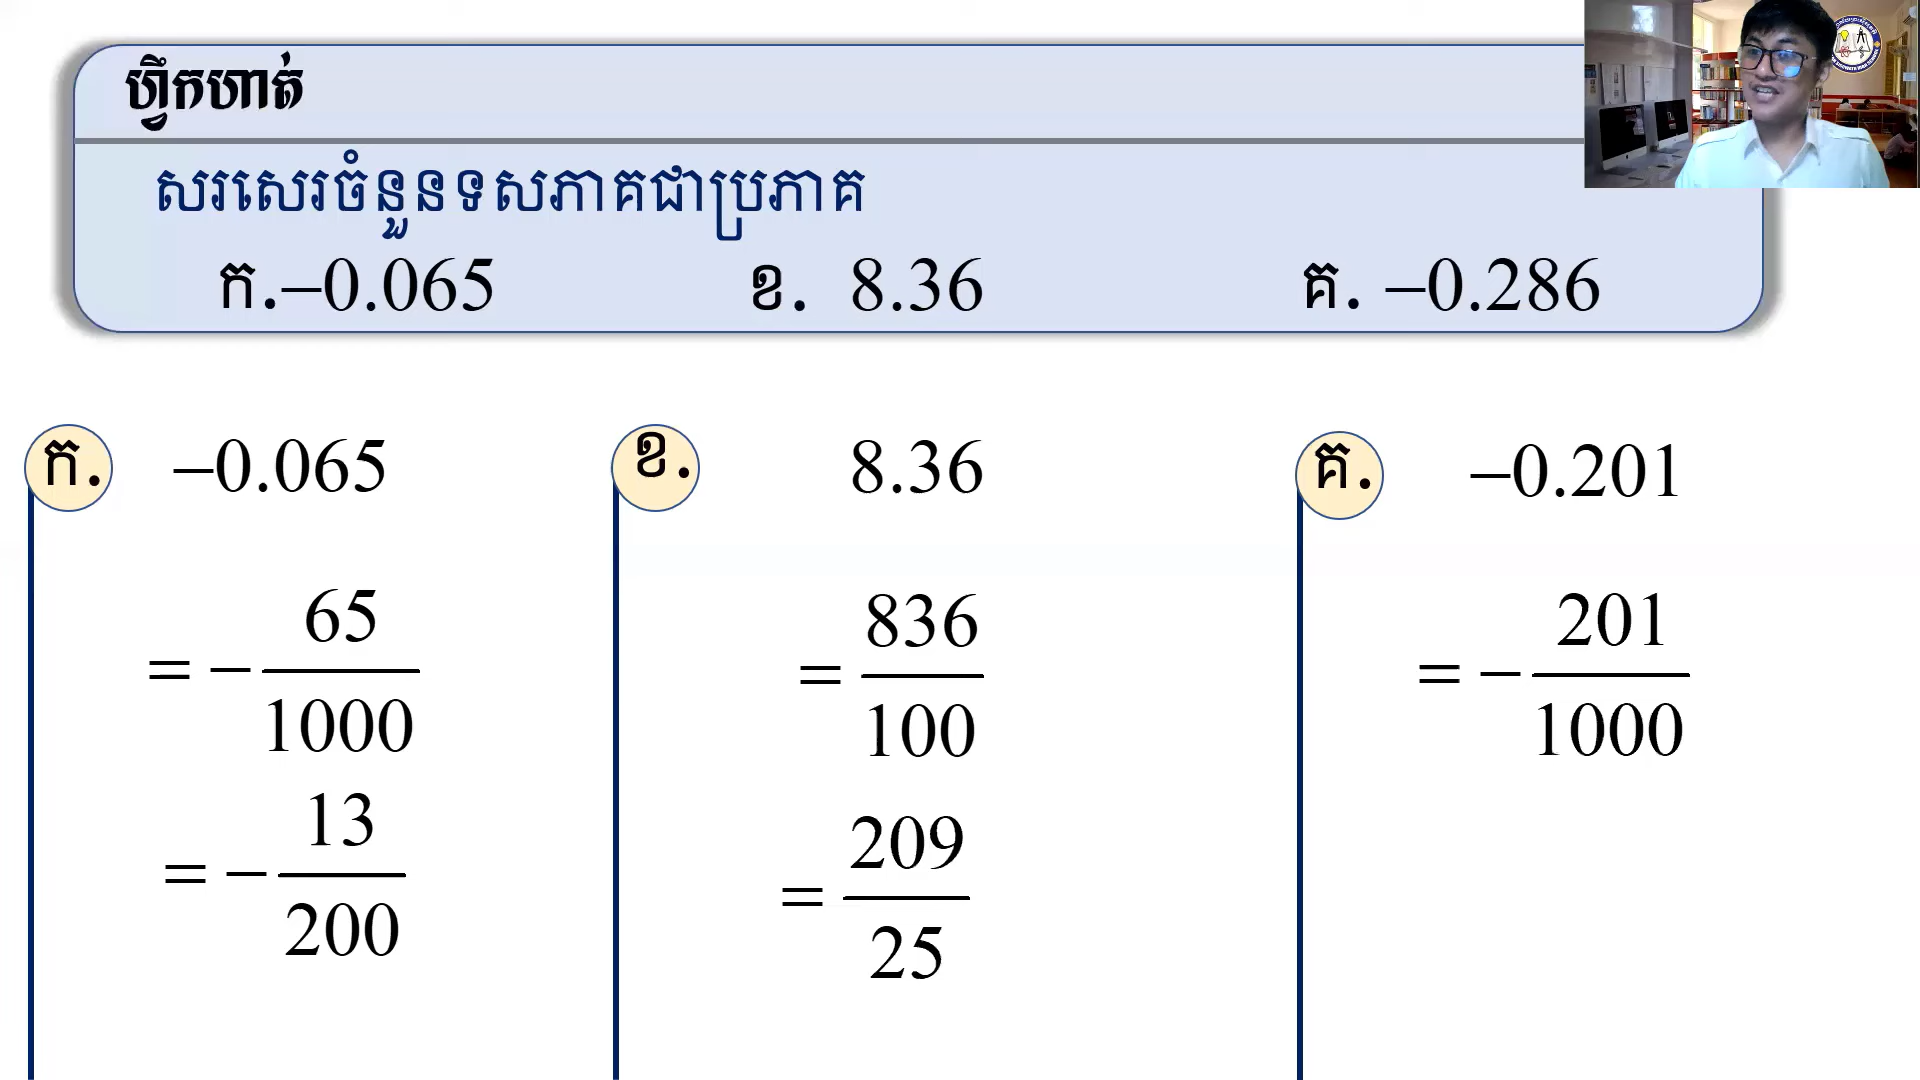 ហ្វឹកហាត់
សរសេរចំនួនទសភាគជាប្រភាគ
ក.–0.065 ខ. 8.36 គ. –0.286
ក. –0.065
= – 65/1000
= – 13/200
ខ. 8.36
= 836/100
= 209/25
គ. –0.201
= – 201/1000